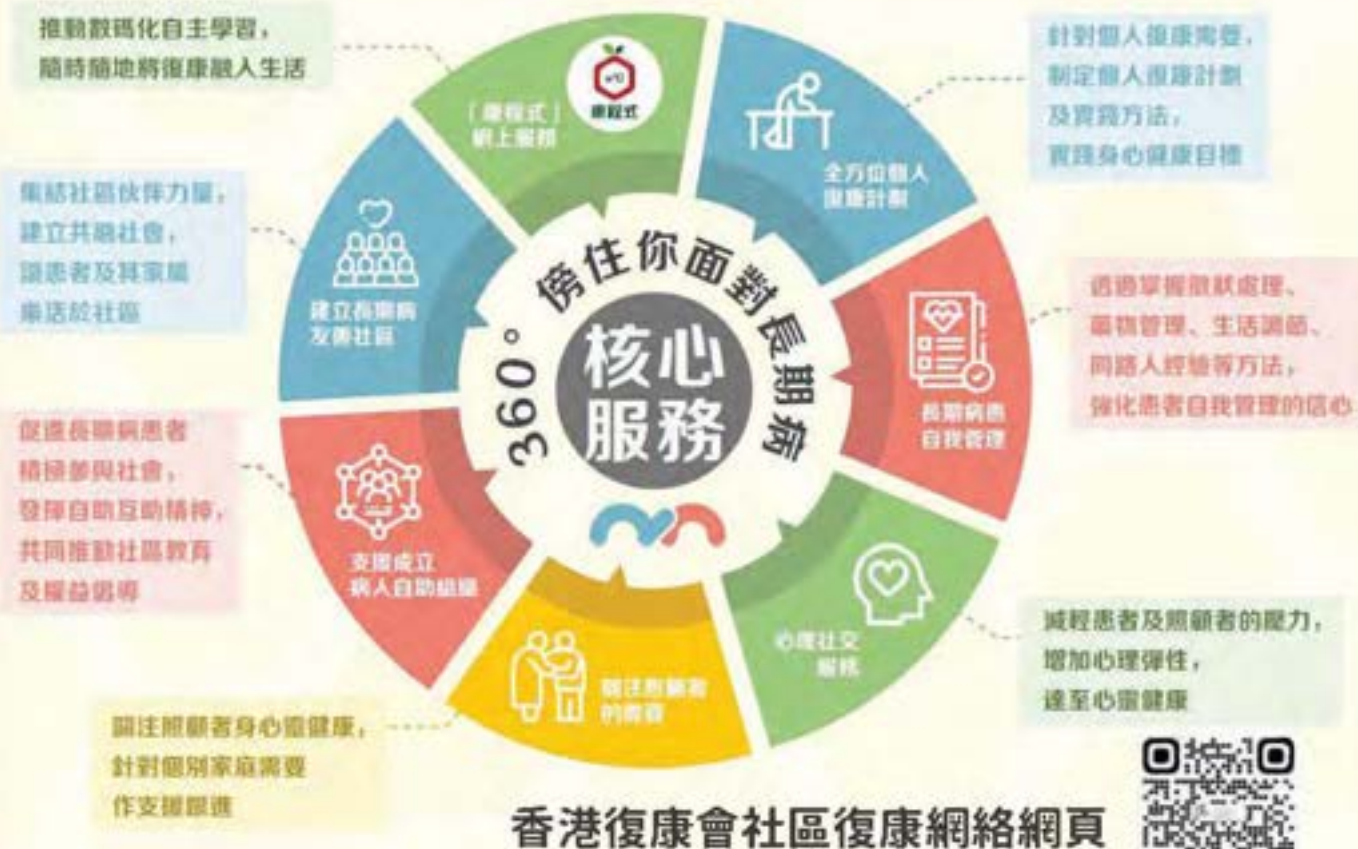 推動數碼化自主學習，
隨時隨地將復康融入生活
「康程式」
網上服務
康程式
針對個人復康需要，
制定個人復康計劃
及實踐方法，
實踐身心健康目標
全方位個人
復康計劃
集結社區伙伴力量，
建立共融社會，
讓患者及其家屬
樂活於社區
建立長期病
友善社區
360° 傍住你面對長期病
核心
服務
透過掌握徵狀處理、
藥物管理、生活調節、
同路人經驗等方法，
強化患者自我管理的信心
長期病患
自我管理
促進長期病患者
積極參與社會，
發揮自助互助精神，
共同推動社區教育
及權益倡導
支援成立
病人自助組織
心理社交
服務
減輕患者及照顧者的壓力，
增加心理彈性，
達至心靈健康
關注照顧者
的需要
關注照顧者身心靈健康，
針對個別家庭需要
作支援跟進
香港復康會社區復康網絡網頁